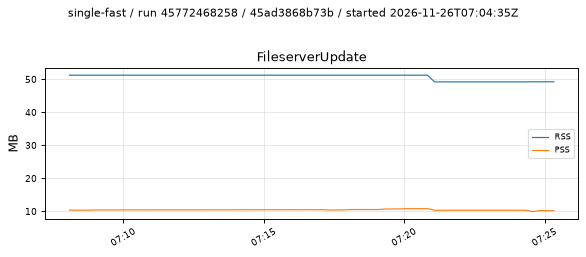 single-fast / run 45772468258 / 45ad3868b73b / started 2026-11-26T07:04:35Z
FileserverUpdate
MB
50
40
30
20
10
RSS
PSS
07:10
07:15
07:20
07:25